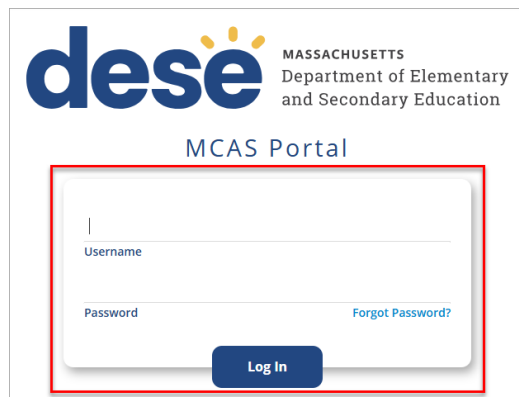 dese
MASSACHUSETTS
Department of Elementary
and Secondary Education
MCAS Portal
Username
Password Forgot Password?
Log In